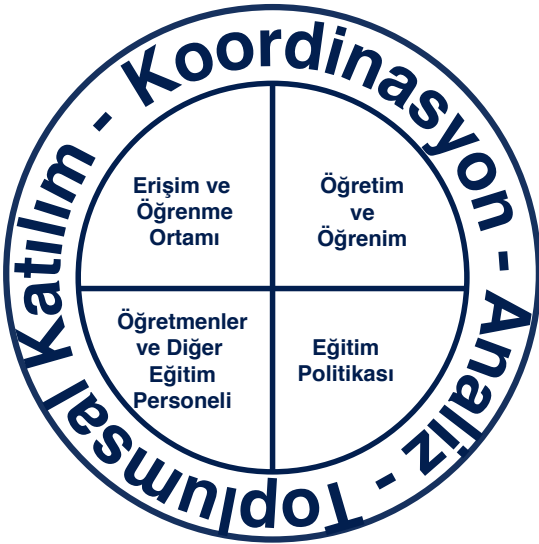 Koordinasyon - Analiz - Toplumsal Katılım -
Erişim ve
Öğrenme
Ortamı
Öğretim
ve
Öğrenim
Öğretmenler
ve Diğer
Eğitim
Personeli
Eğitim
Politikası